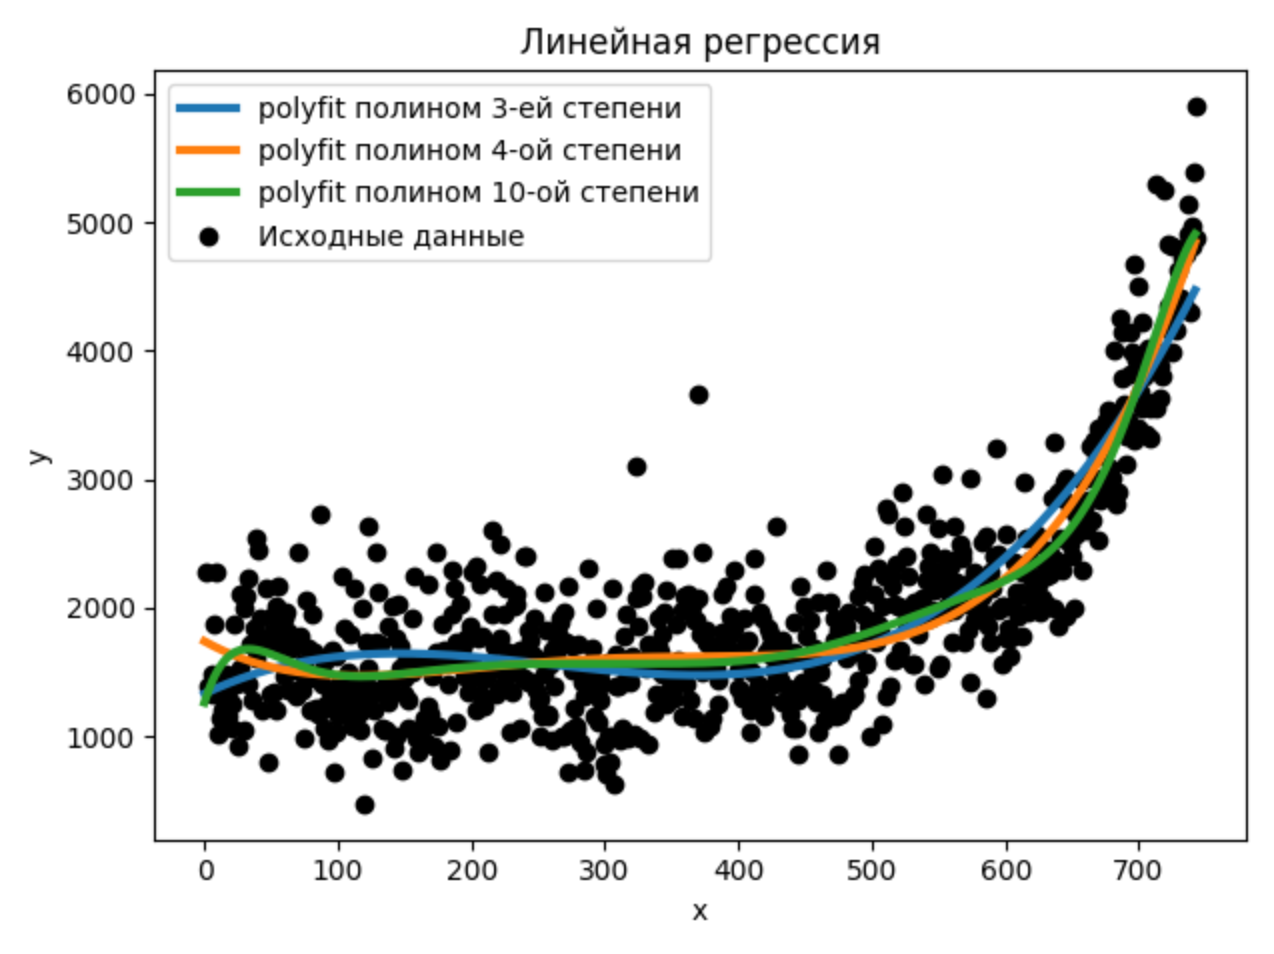 Линейная регрессия
polyfit полином 3-ей степени
polyfit полином 4-ой степени
polyfit полином 10-ой степени
Исходные данные
6000
5000
4000
3000
2000
1000
y
0 100 200 300 400 500 600 700
x